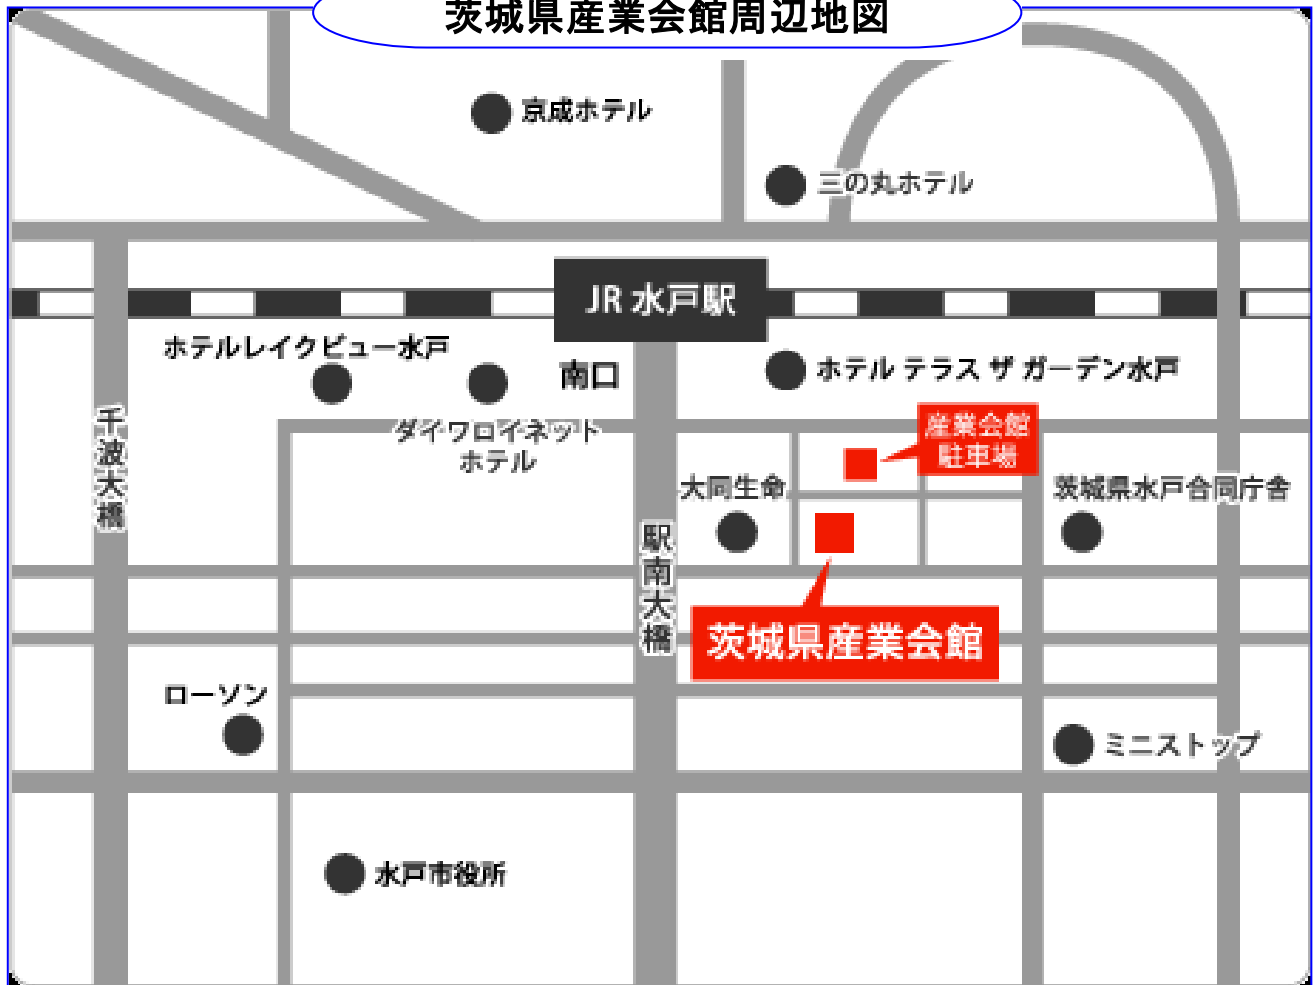 茨城県産業会館周辺地図
京成ホテル
三の丸ホテル
JR 水戸駅
ホテルレイクビュー水戸
南口
ホテル テラス ザ ガーデン水戸
ダイワロイネット
ホテル
千波大橋
産業会館
駐車場
大同生命
茨城県水戸合同庁舎
駅南大橋
茨城県産業会館
ローソン
ミニストップ
水戸市役所